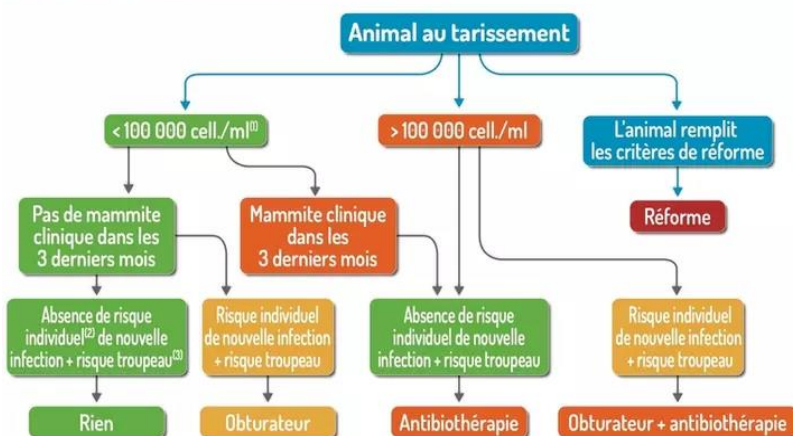 Animal au tarissement
< 100 000 cell./ml(1)
> 100 000 cell./ml
L'animal remplit
les critères de réforme
Pas de mammite
clinique dans les
3 derniers mois
Mammite clinique
dans les
3 derniers mois
Réforme
Absence de risque
individuel(2) de nouvelle
infection + risque troupeau(3)
Risque individuel
de nouvelle infection
+ risque troupeau
Absence de risque
individuel de nouvelle
infection + risque troupeau
Risque individuel
de nouvelle infection
+ risque troupeau
Rien
Obturateur
Antibiothérapie
Obturateur + antibiothérapie